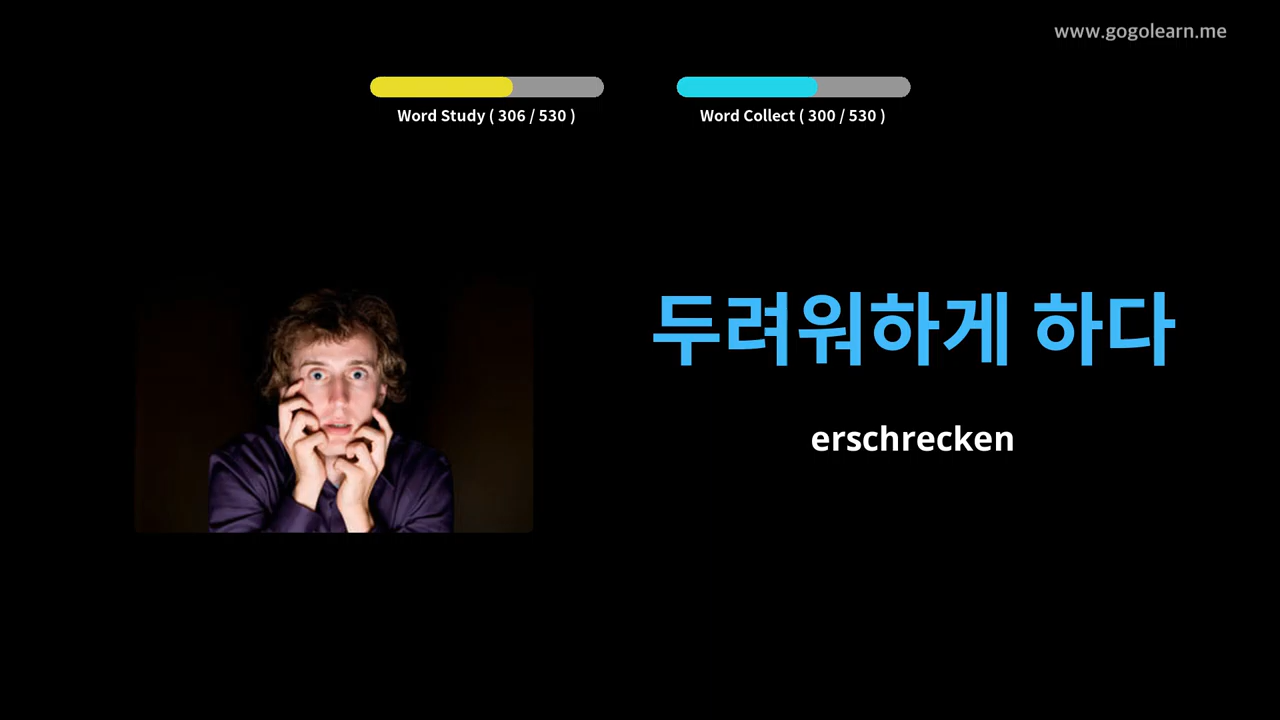 www.gogolearn.me
Word Study ( 306 / 530 )
Word Collect ( 300 / 530 )
두려워하게 하다
erschrecken